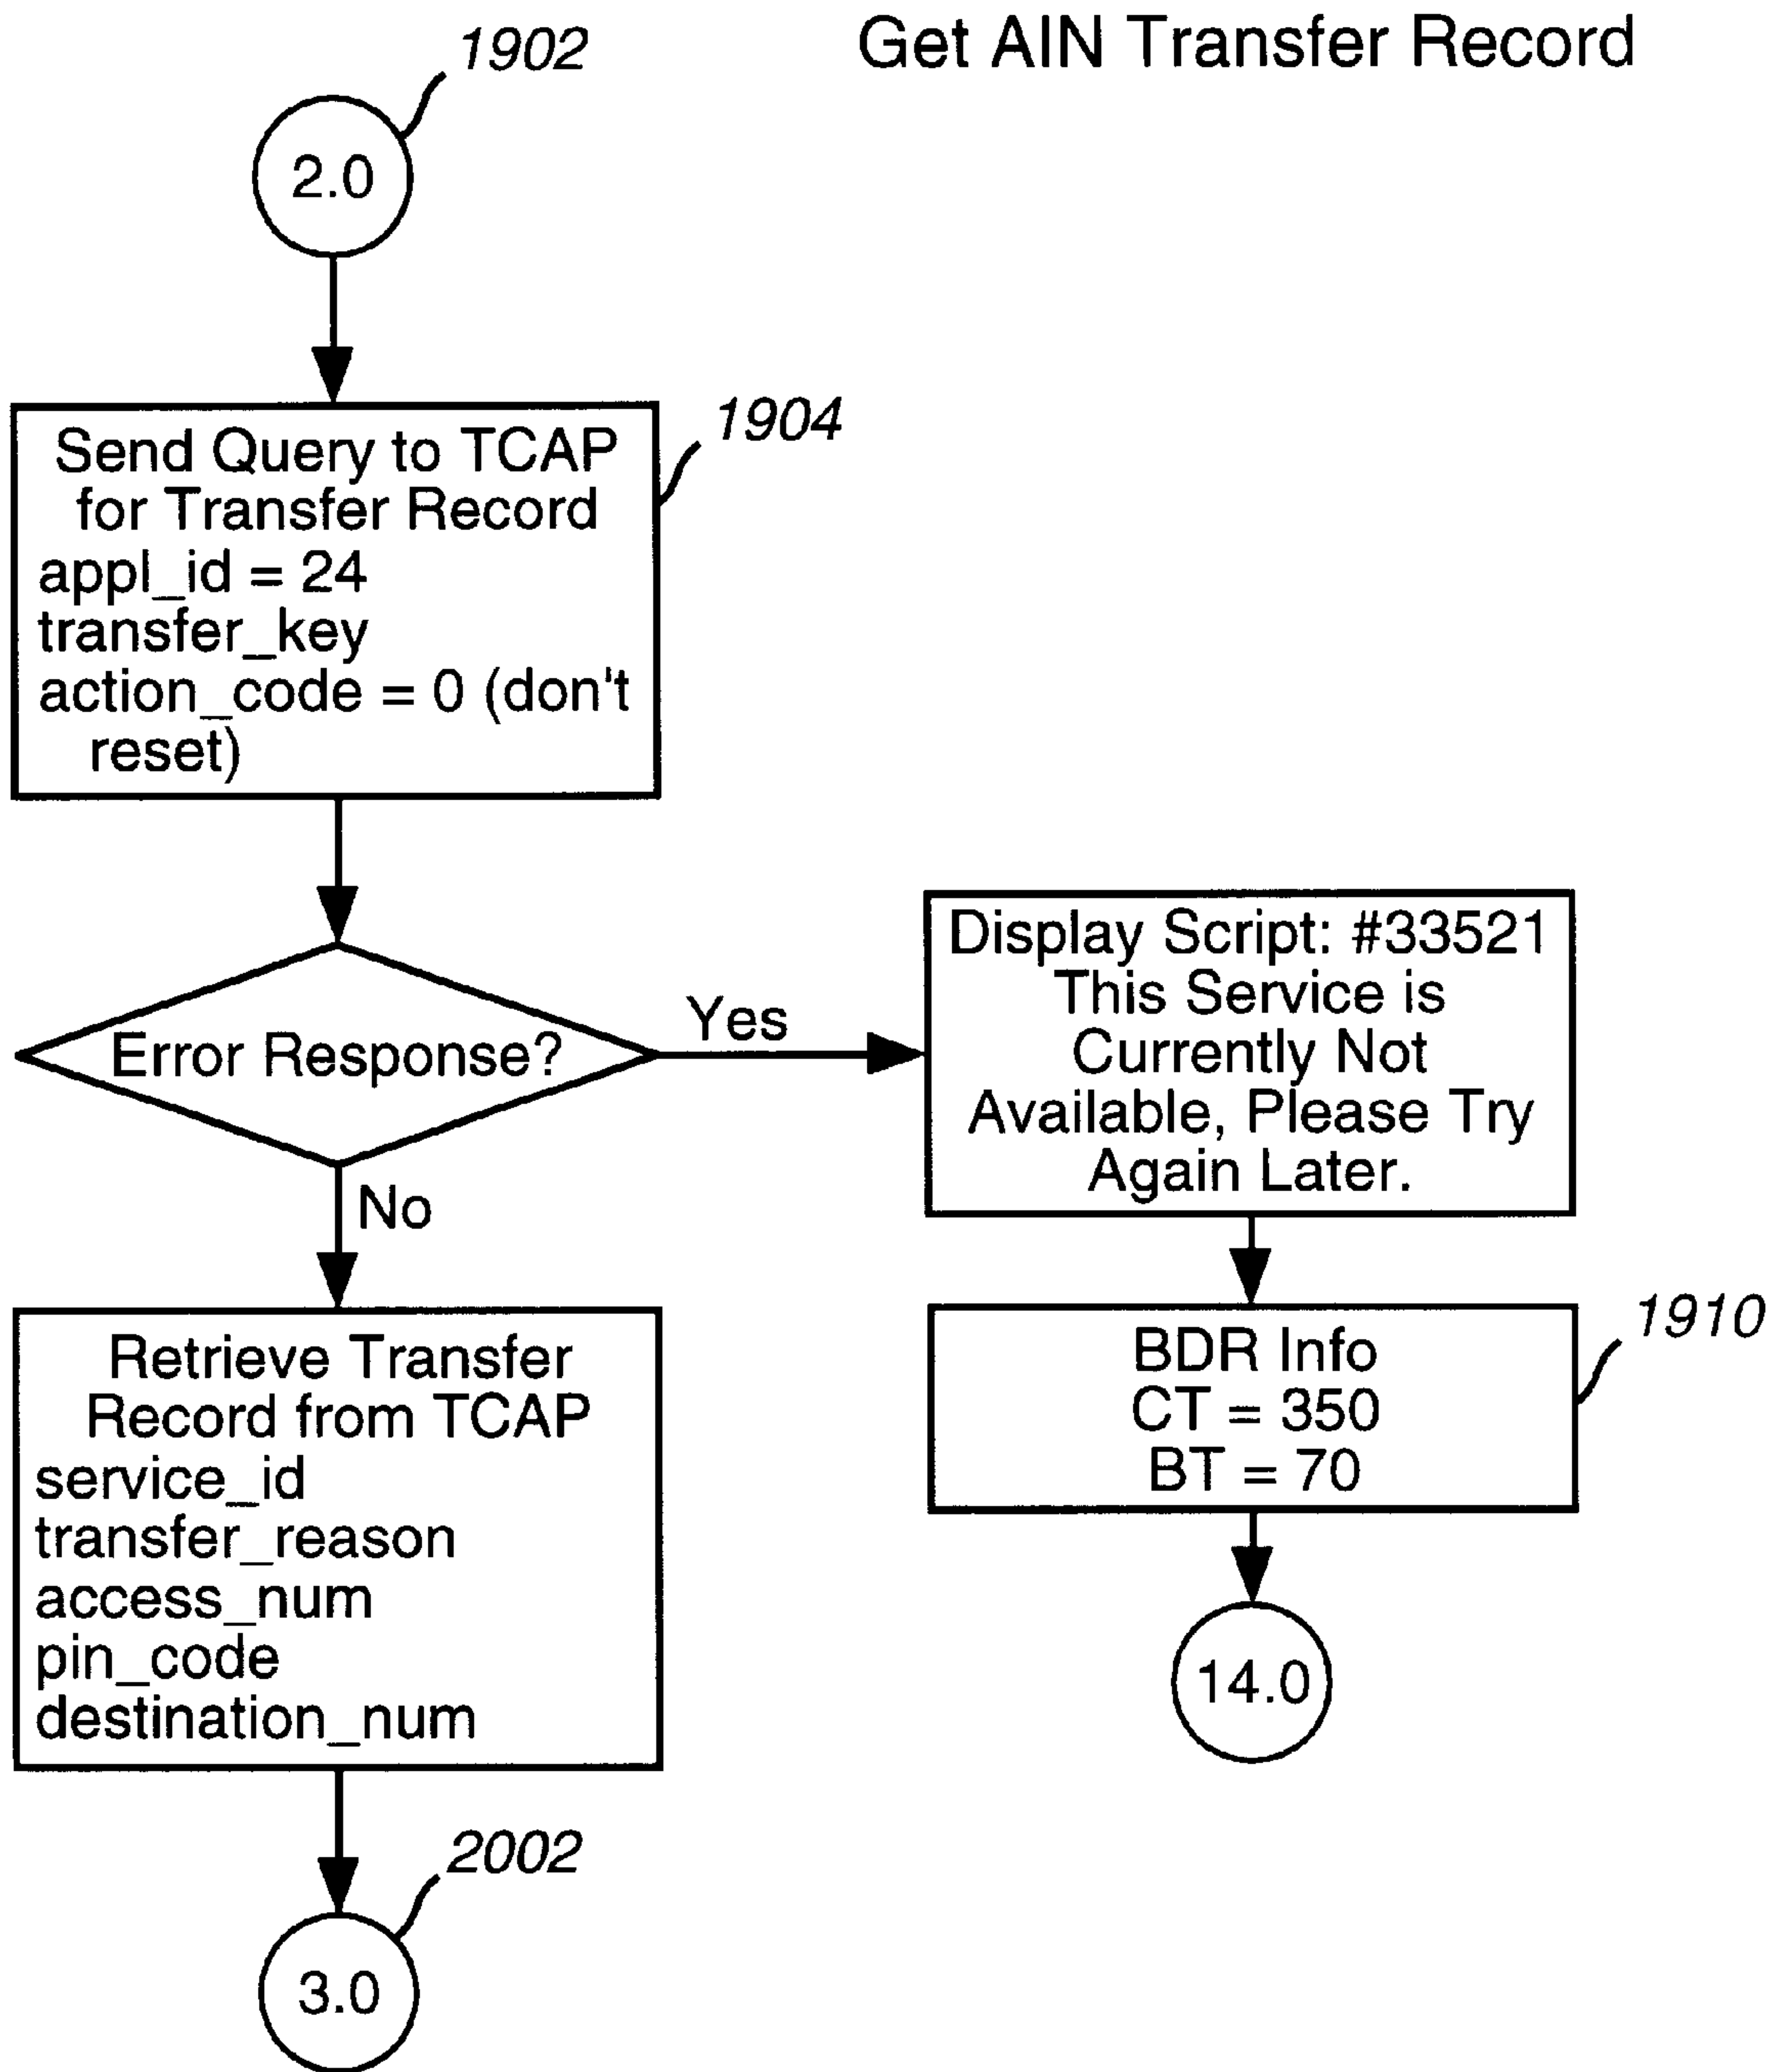 Get AIN Transfer Record
1902
2.0
1904
Send Query to TCAP
for Transfer Record
appl_id = 24
transfer_key
action_code = 0 (don't
reset)
Error Response?
Yes
No
Display Script: #33521
This Service is
Currently Not
Available, Please Try
Again Later.
1910
BDR Info
CT = 350
BT = 70
14.0
Retrieve Transfer
Record from TCAP
service_id
transfer_reason
access_num
pin_code
destination_num
2002
3.0